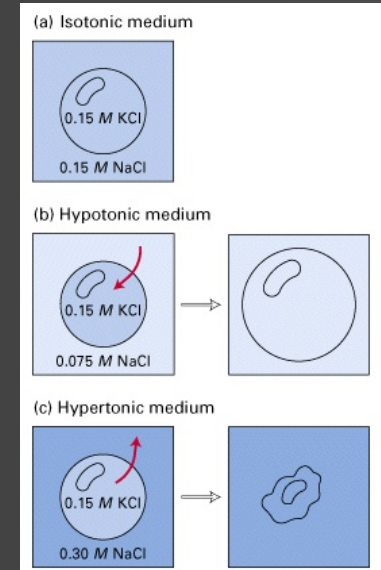 (a) Isotonic medium
0.15 M KCl
0.15 M NaCl
(b) Hypotonic medium
0.15 M KCl
0.075 M NaCl
(c) Hypertonic medium
0.15 M KCl
0.30 M NaCl